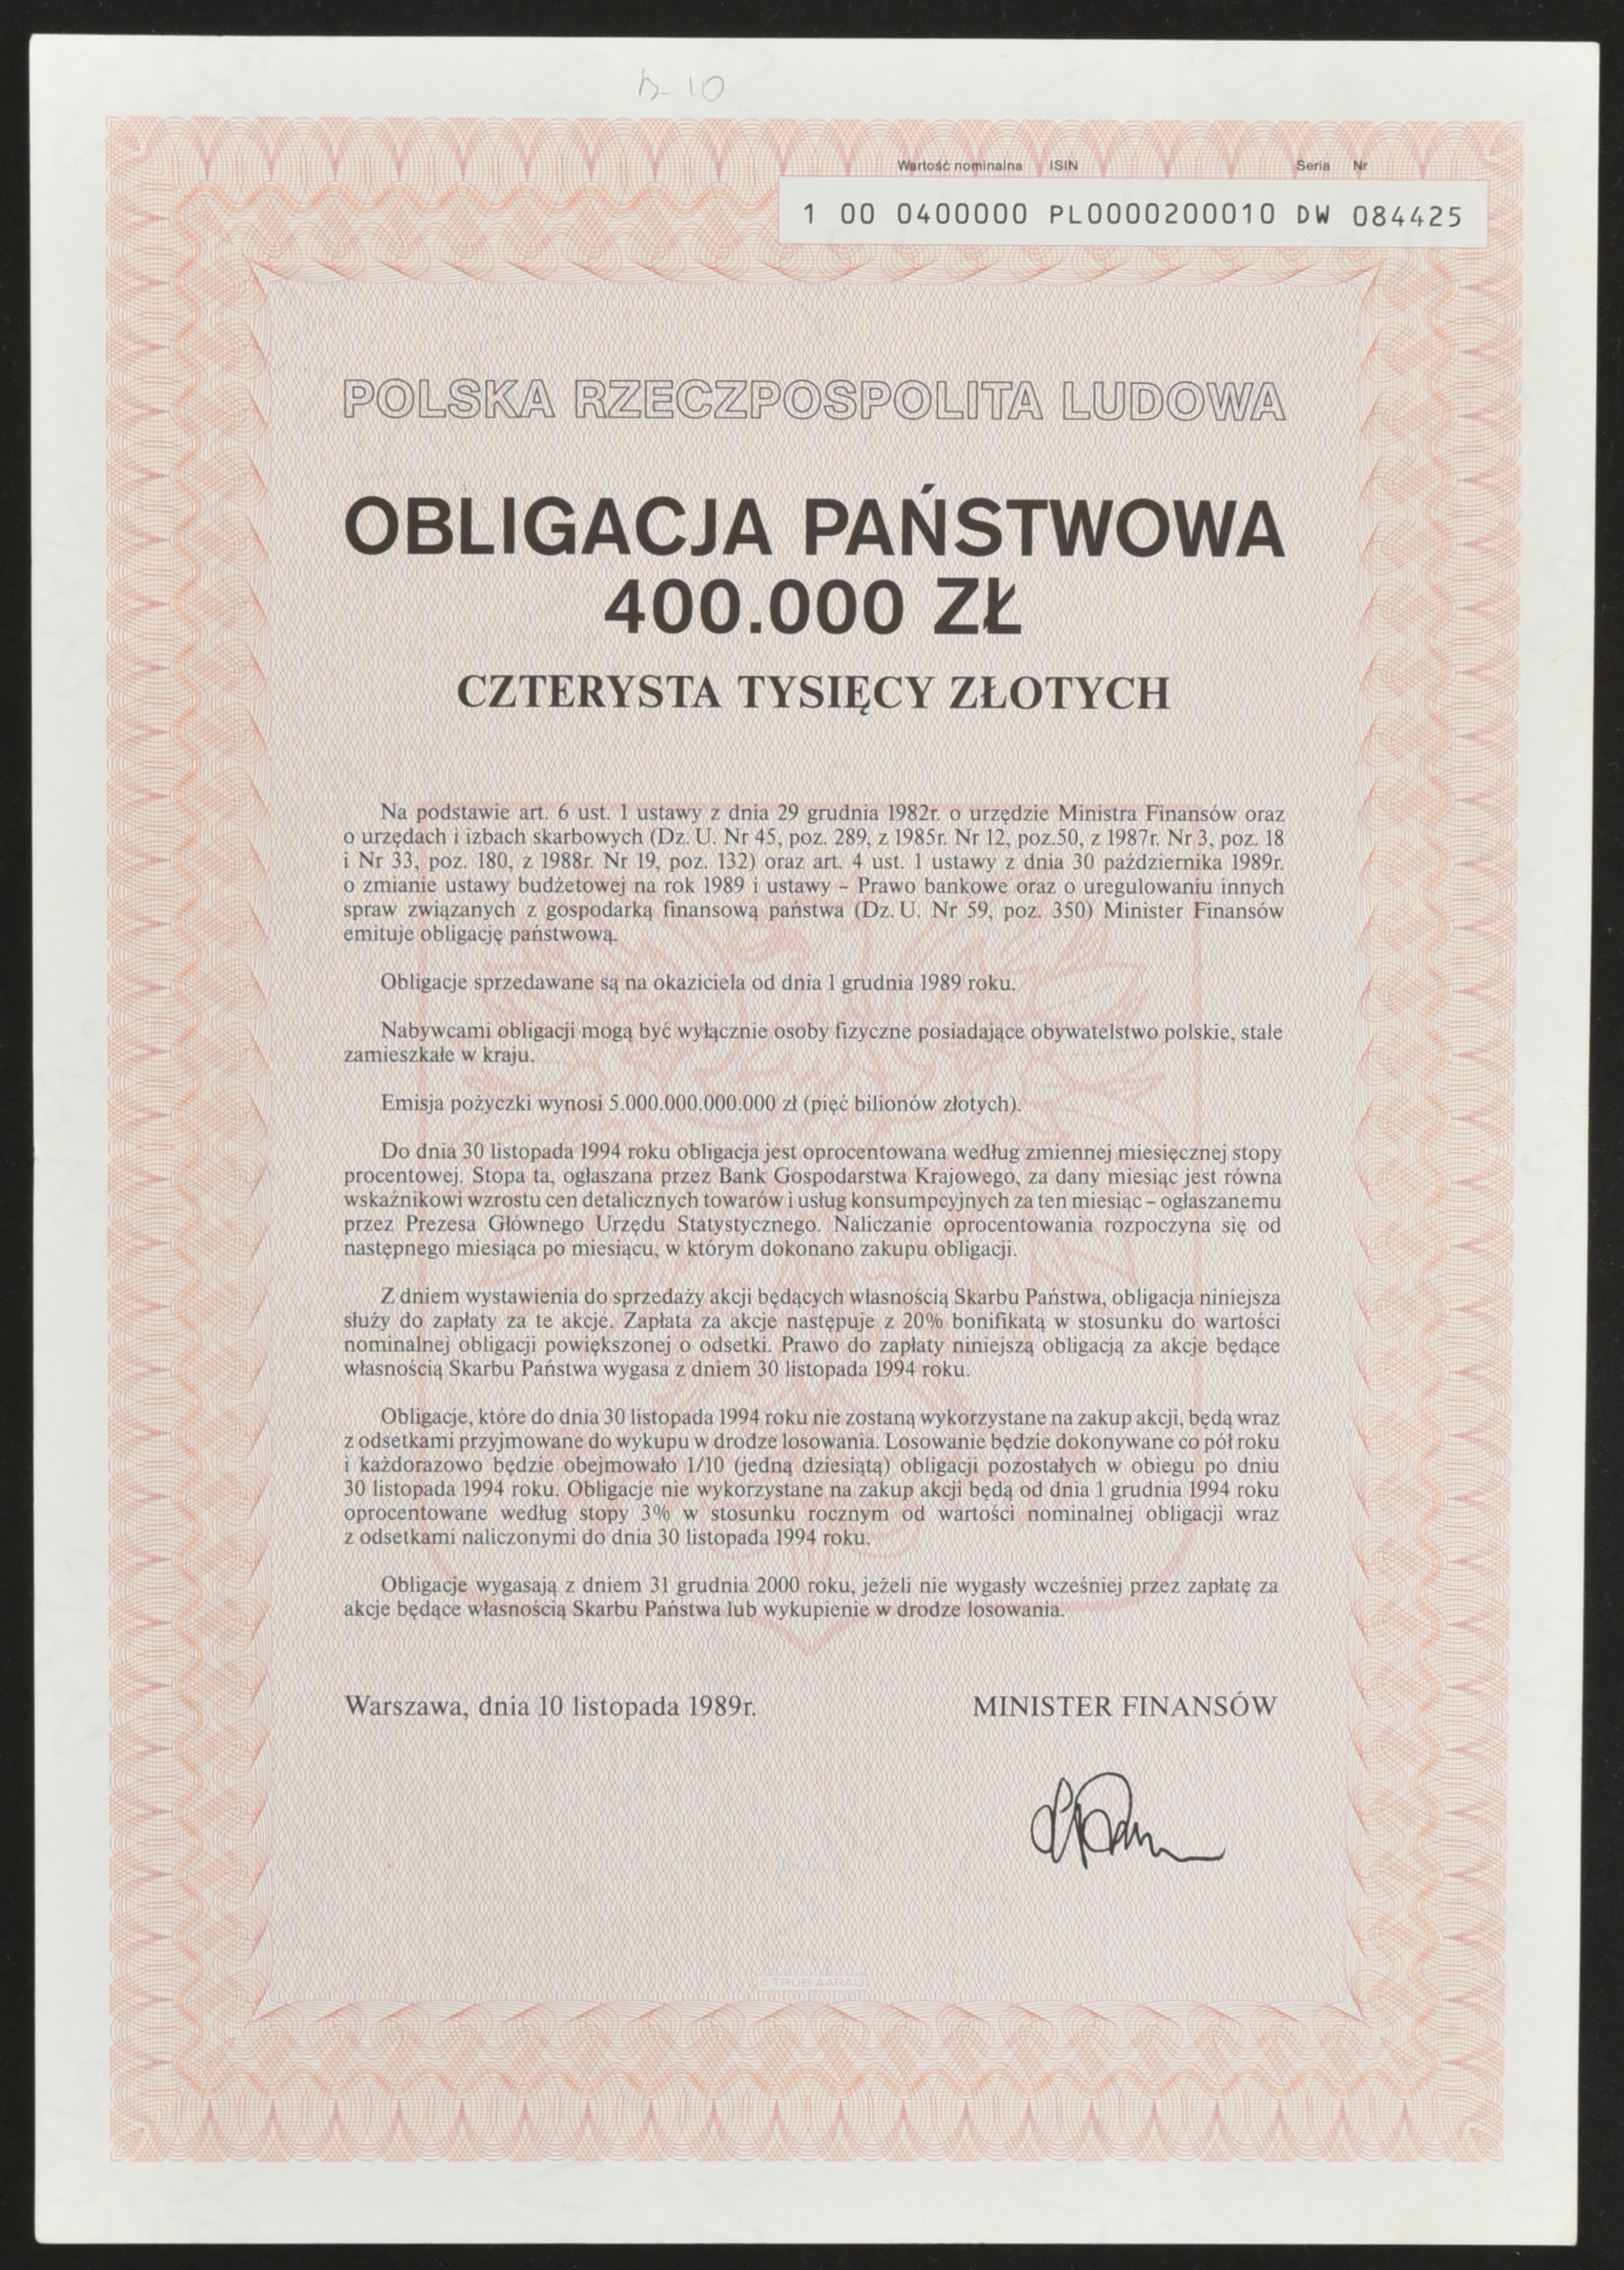 B-10
Wartość nominalna ISIN Seria Nr
1 00 0400000 PL0000200010 DW 084425
POLSKA RZECZPOSPOLITA LUDOWA
OBLIGACJA PAŃSTWOWA
400.000 ZŁ
CZTERYSTA TYSIĘCY ZŁOTYCH
Na podstawie art. 6 ust. 1 ustawy z dnia 29 grudnia 1982r. o urzędzie Ministra Finansów oraz
o urzędach i izbach skarbowych (Dz. U. Nr 45, poz. 289, z 1985r. Nr 12, poz.50, z 1987r. Nr 3, poz. 18
i Nr 33, poz. 180, z 1988r. Nr 19, poz. 132) oraz art. 4 ust. 1 ustawy z dnia 30 października 1989r.
o zmianie ustawy budżetowej na rok 1989 i ustawy – Prawo bankowe oraz o uregulowaniu innych
spraw związanych z gospodarką finansową państwa (Dz. U. Nr 59, poz. 350) Minister Finansów
emituje obligację państwową.
Obligacje sprzedawane są na okaziciela od dnia 1 grudnia 1989 roku.
Nabywcami obligacji mogą być wyłącznie osoby fizyczne posiadające obywatelstwo polskie, stale
zamieszkałe w kraju.
Emisja pożyczki wynosi 5.000.000.000.000 zł (pięć bilionów złotych).
Do dnia 30 listopada 1994 roku obligacja jest oprocentowana według zmiennej miesięcznej stopy
procentowej. Stopa ta, ogłaszana przez Bank Gospodarstwa Krajowego, za dany miesiąc jest równa
wskaźnikowi wzrostu cen detalicznych towarów i usług konsumpcyjnych za ten miesiąc – ogłaszanemu
przez Prezesa Głównego Urzędu Statystycznego. Naliczanie oprocentowania rozpoczyna się od
następnego miesiąca po miesiącu, w którym dokonano zakupu obligacji.
Z dniem wystawienia do sprzedaży akcji będących własnością Skarbu Państwa, obligacja niniejsza
służy do zapłaty za te akcje. Zapłata za akcje następuje z 20% bonifikatą w stosunku do wartości
nominalnej obligacji powiększonej o odsetki. Prawo do zapłaty niniejszą obligacją za akcje będące
własnością Skarbu Państwa wygasa z dniem 30 listopada 1994 roku.
Obligacje, które do dnia 30 listopada 1994 roku nie zostaną wykorzystane na zakup akcji, będą wraz
z odsetkami przyjmowane do wykupu w drodze losowania. Losowanie będzie dokonywane co pół roku
i każdorazowo będzie obejmowało 1/10 (jedną dziesiątą) obligacji pozostałych w obiegu po dniu
30 listopada 1994 roku. Obligacje nie wykorzystane na zakup akcji będą od dnia 1 grudnia 1994 roku
oprocentowane według stopy 3% w stosunku rocznym od wartości nominalnej obligacji wraz
z odsetkami naliczonymi do dnia 30 listopada 1994 roku.
Obligacje wygasają z dniem 31 grudnia 2000 roku, jeżeli nie wygasły wcześniej przez zapłatę za
akcje będące własnością Skarbu Państwa lub wykupienie w drodze losowania.
Warszawa, dnia 10 listopada 1989r. MINISTER FINANSÓW
© TRUB AARAU